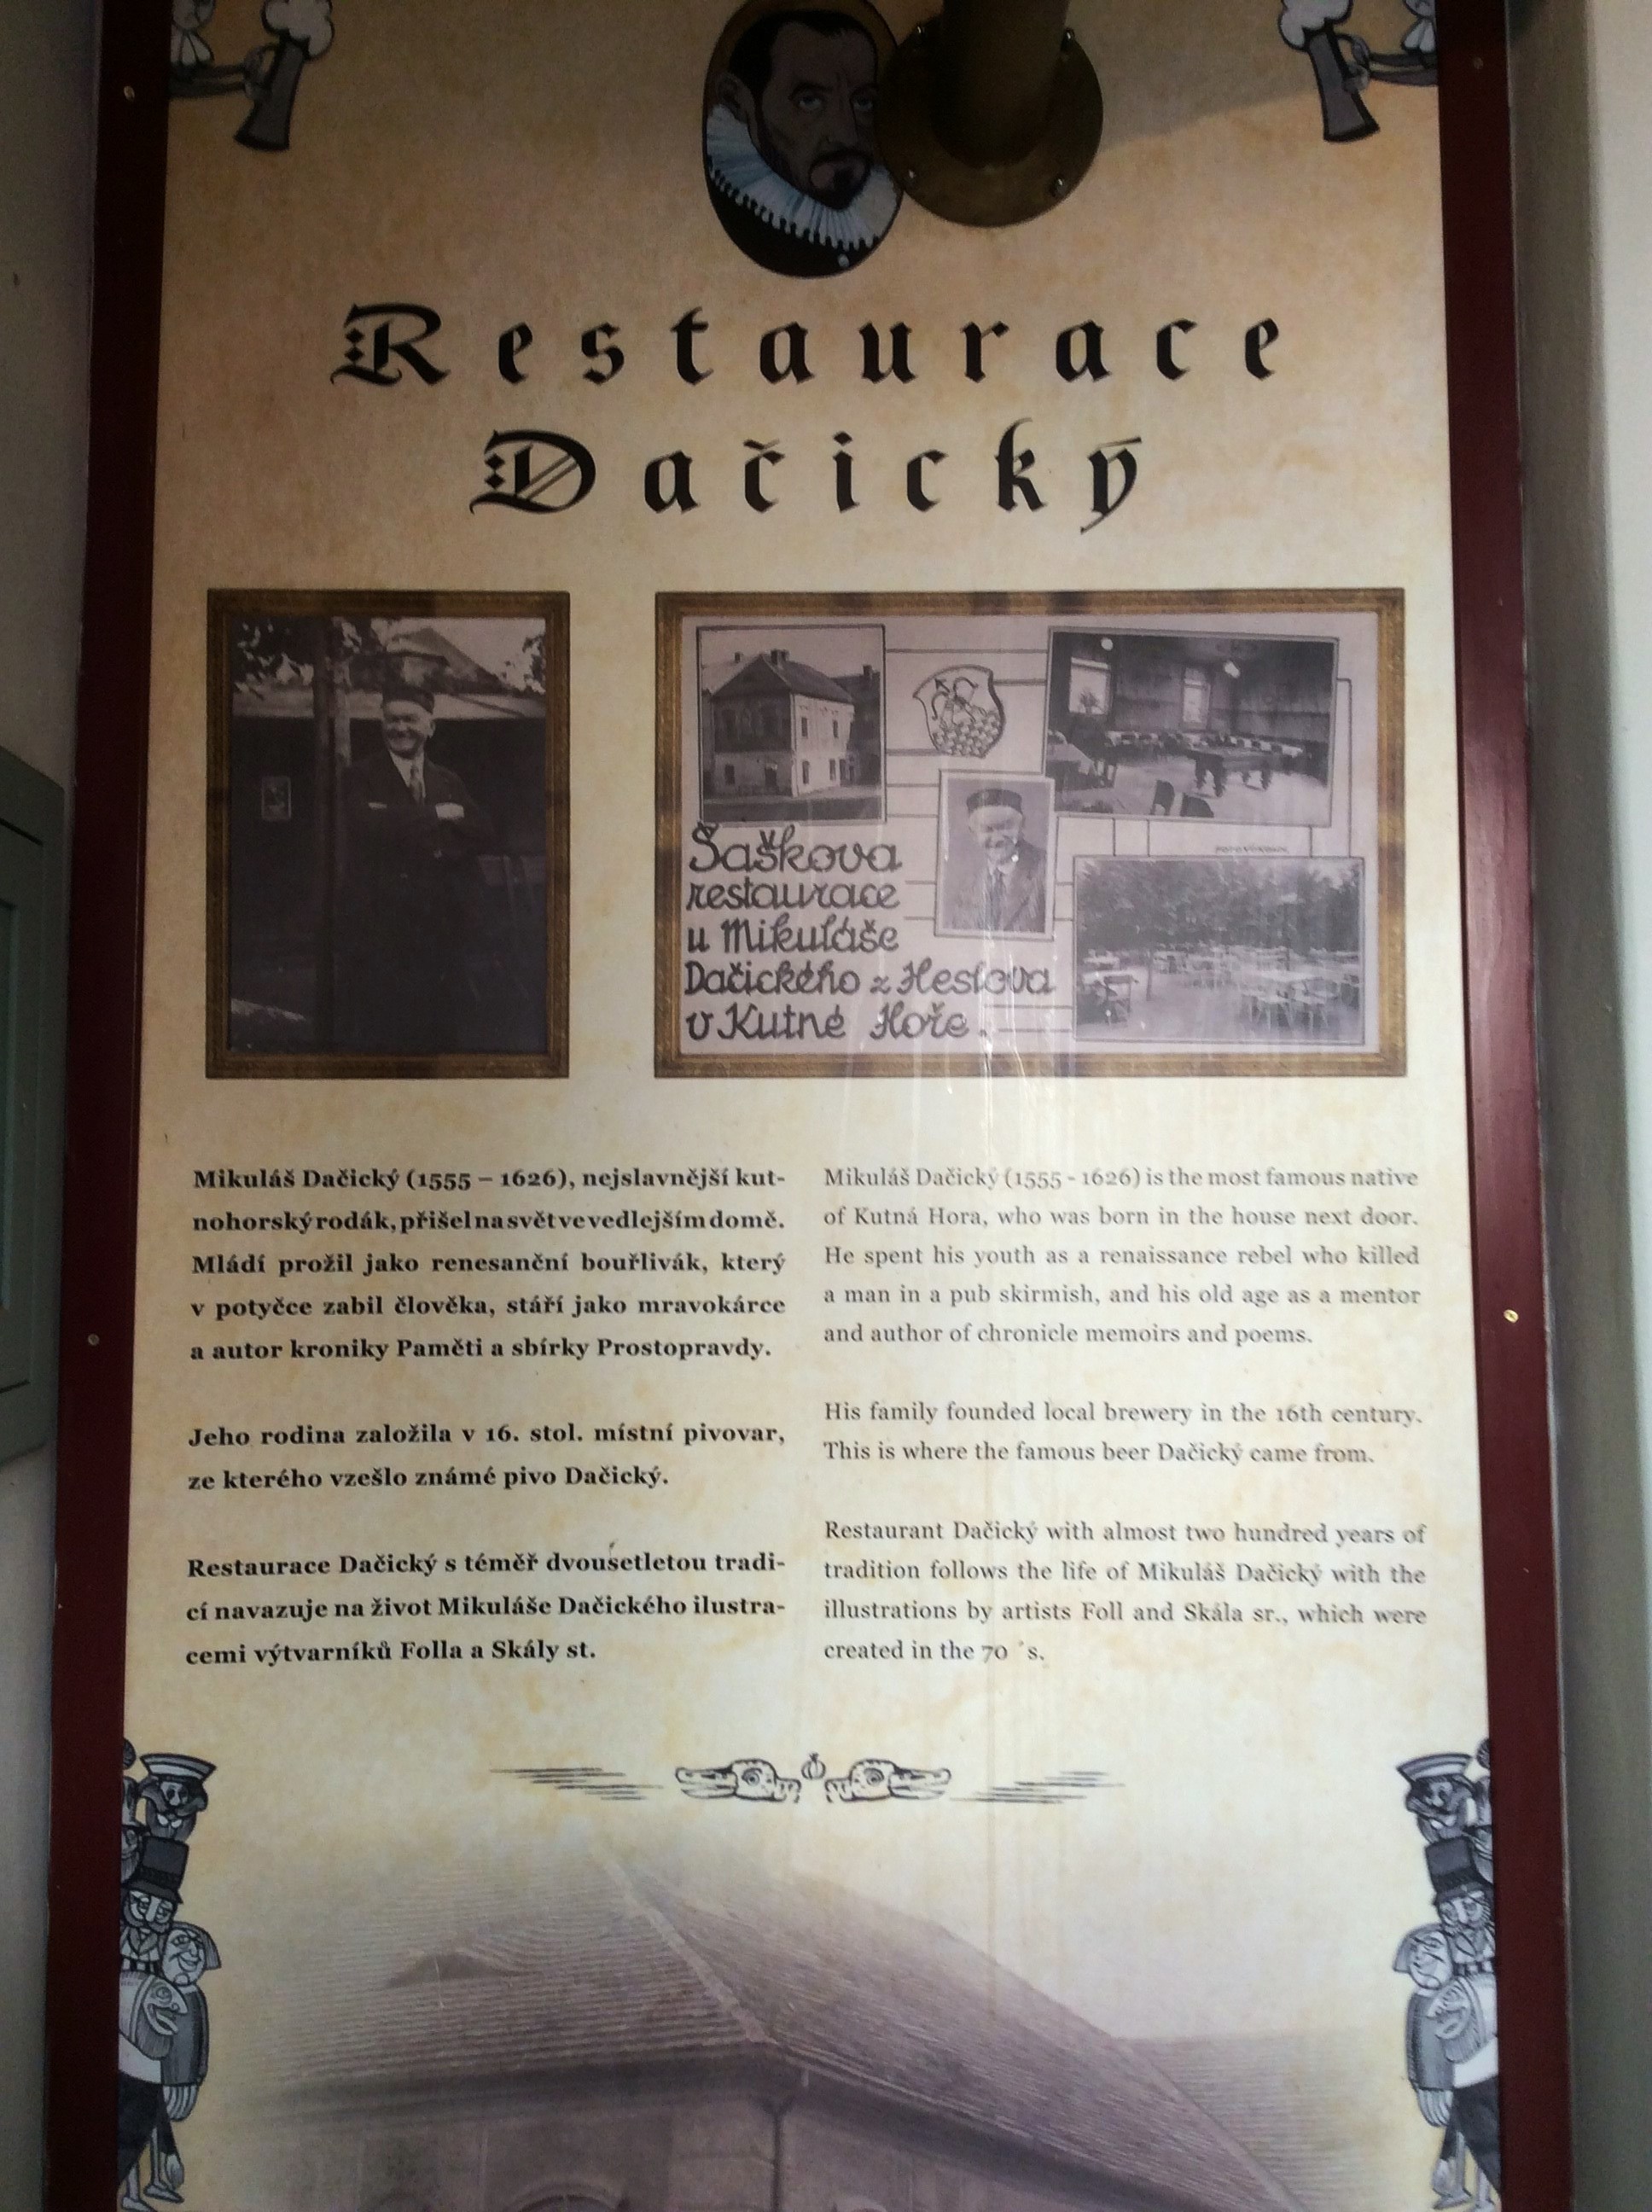 Restaurace
Dačický
Šaškova
restaurace
u Mikuláše
Dačického z Heslova
v Kutné Hoře.
Mikuláš Dačický (1555 – 1626), nejslavnější kut-
nohorský rodák, přišel na svět ve vedlejším domě.
Mládí prožil jako renesanční bouřlivák, který
v potyčce zabil člověka, stáří jako mravokárce
a autor kroniky Paměti a sbírky Prostopravdy.
Jeho rodina založila v 16. stol. místní pivovar,
ze kterého vzešlo známé pivo Dačický.
Restaurace Dačický s téměř dvousetletou tradi-
cí navazuje na život Mikuláše Dačického ilustra-
cemi výtvarníků Folla a Skály st.
Mikuláš Dačický (1555 - 1626) is the most famous native
of Kutná Hora, who was born in the house next door.
He spent his youth as a renaissance rebel who killed
a man in a pub skirmish, and his old age as a mentor
and author of chronicle memoirs and poems.
His family founded local brewery in the 16th century.
This is where the famous beer Dačický came from.
Restaurant Dačický with almost two hundred years of
tradition follows the life of Mikuláš Dačický with the
illustrations by artists Foll and Skála sr., which were
created in the 70 ´s.